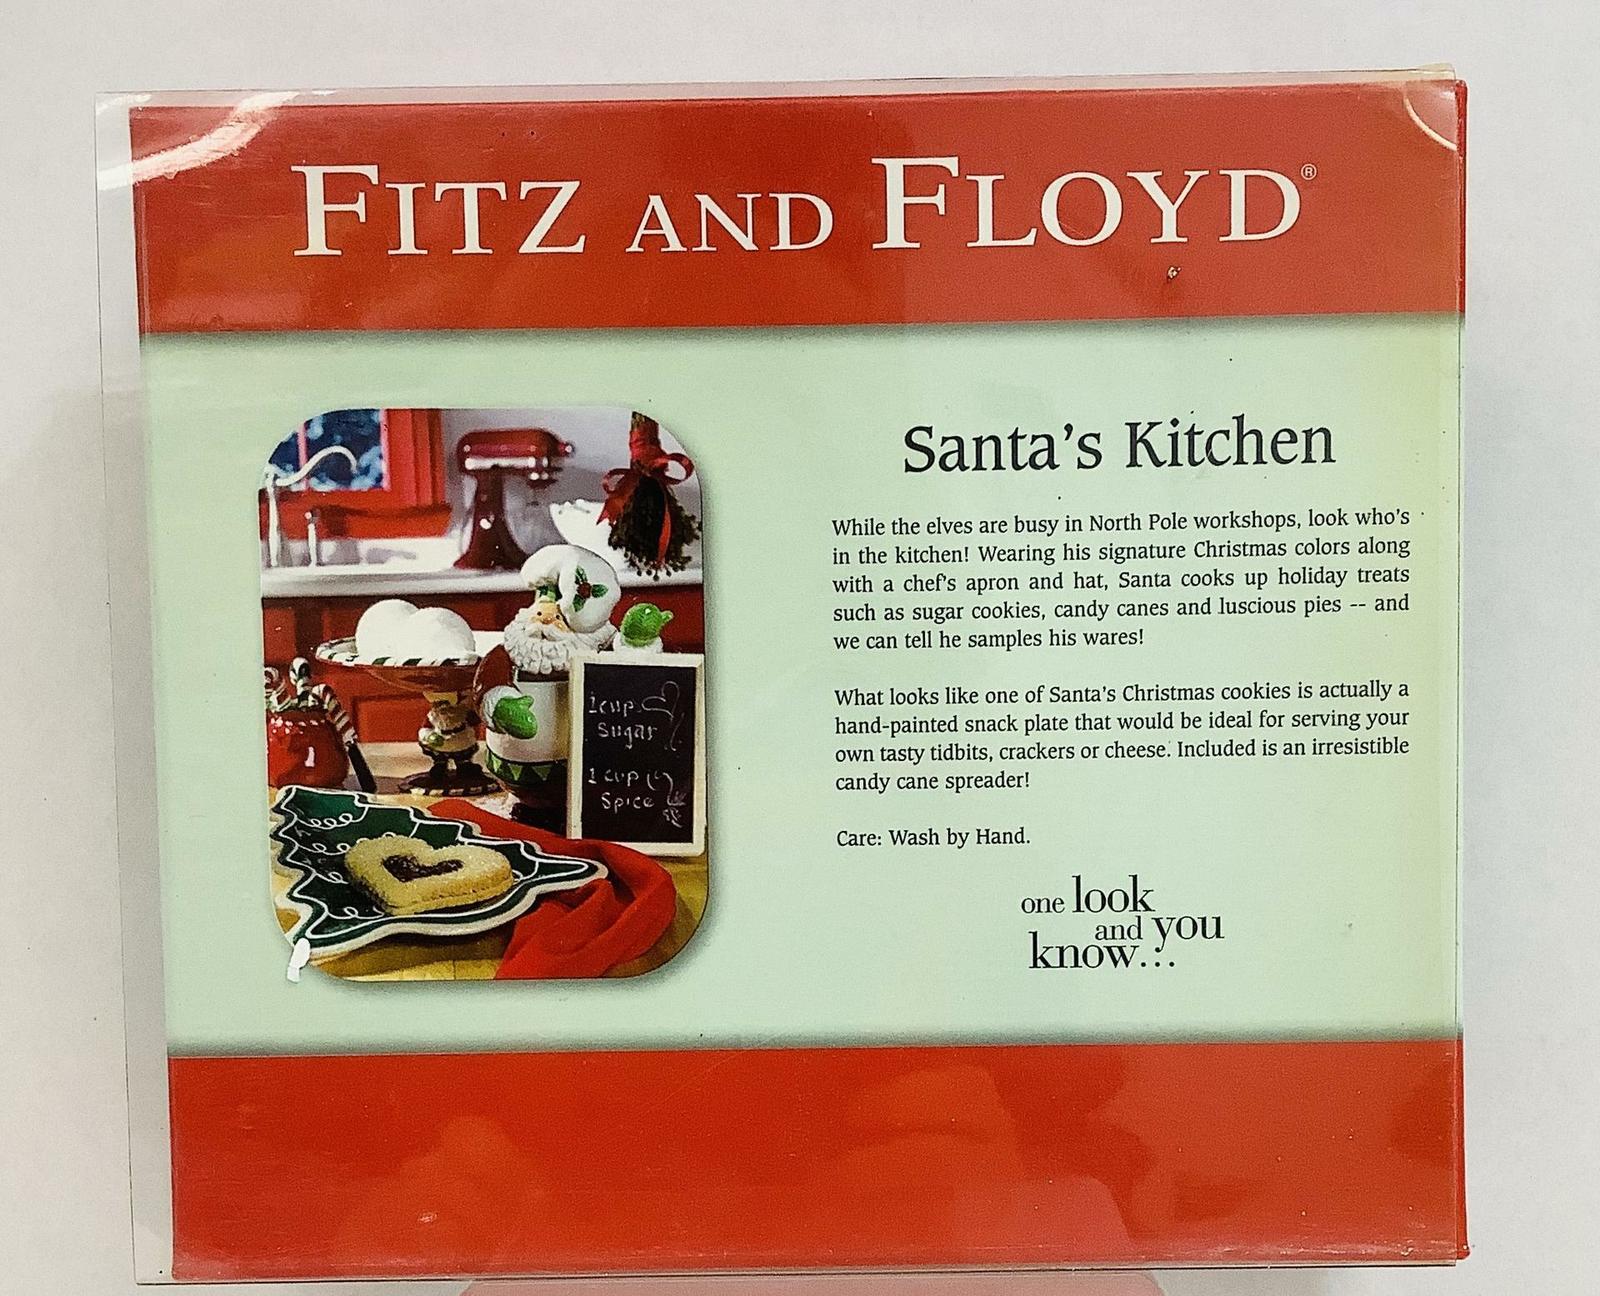 FITZ AND FLOYD®
Santa's Kitchen
While the elves are busy in North Pole workshops, look who's
in the kitchen! Wearing his signature Christmas colors along
with a chef's apron and hat, Santa cooks up holiday treats
such as sugar cookies, candy canes and luscious pies -- and
we can tell he samples his wares!
What looks like one of Santa's Christmas cookies is actually a
hand-painted snack plate that would be ideal for serving your
own tasty tidbits, crackers or cheese. Included is an irresistible
candy cane spreader!
Care: Wash by Hand.
one look
and you
know...
1 cup
Sugar
1 cup
Spice